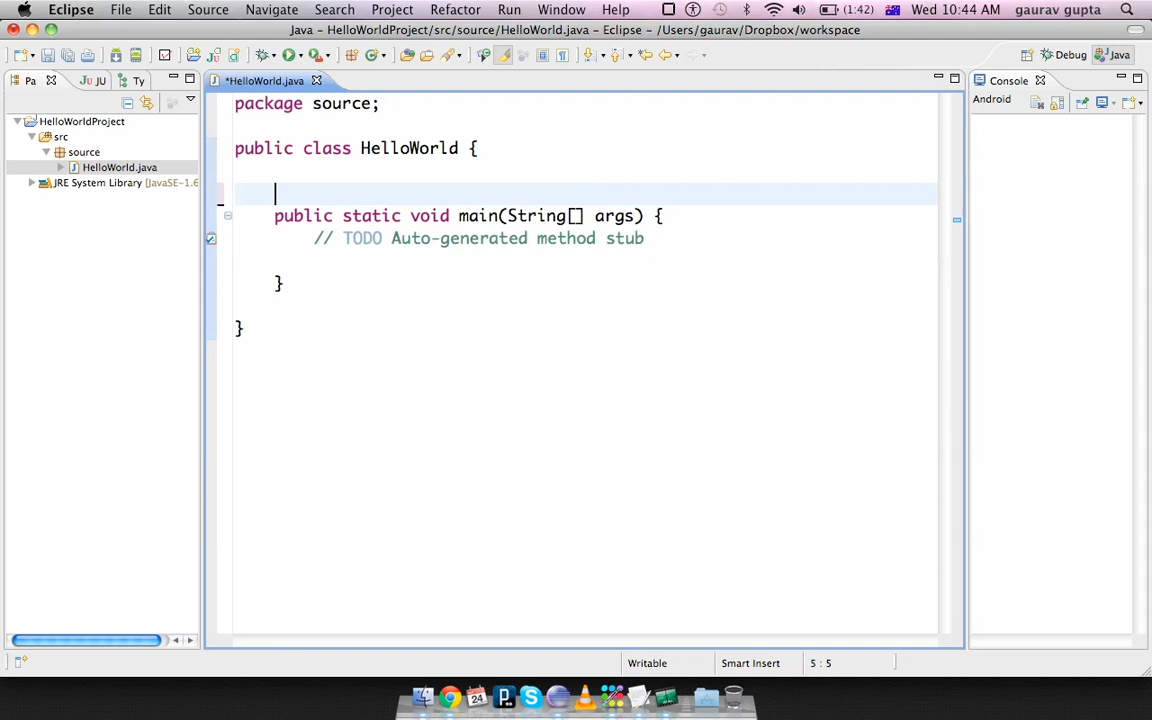 Eclipse File Edit Source Navigate Search Project Refactor Run Window Help (1:42) Wed 10:44 AM gaurav gupta
Java – HelloWorldProject/src/source/HelloWorld.java – Eclipse – /Users/gaurav/Dropbox/workspace
Debug Java
Pa JU Ty
*HelloWorld.java
Console
Android
HelloWorldProject
src
source
HelloWorld.java
JRE System Library [JavaSE-1.6
package source;
public class HelloWorld {
public static void main(String[] args) {
// TODO Auto-generated method stub
}
}
Writable Smart Insert 5 : 5
24